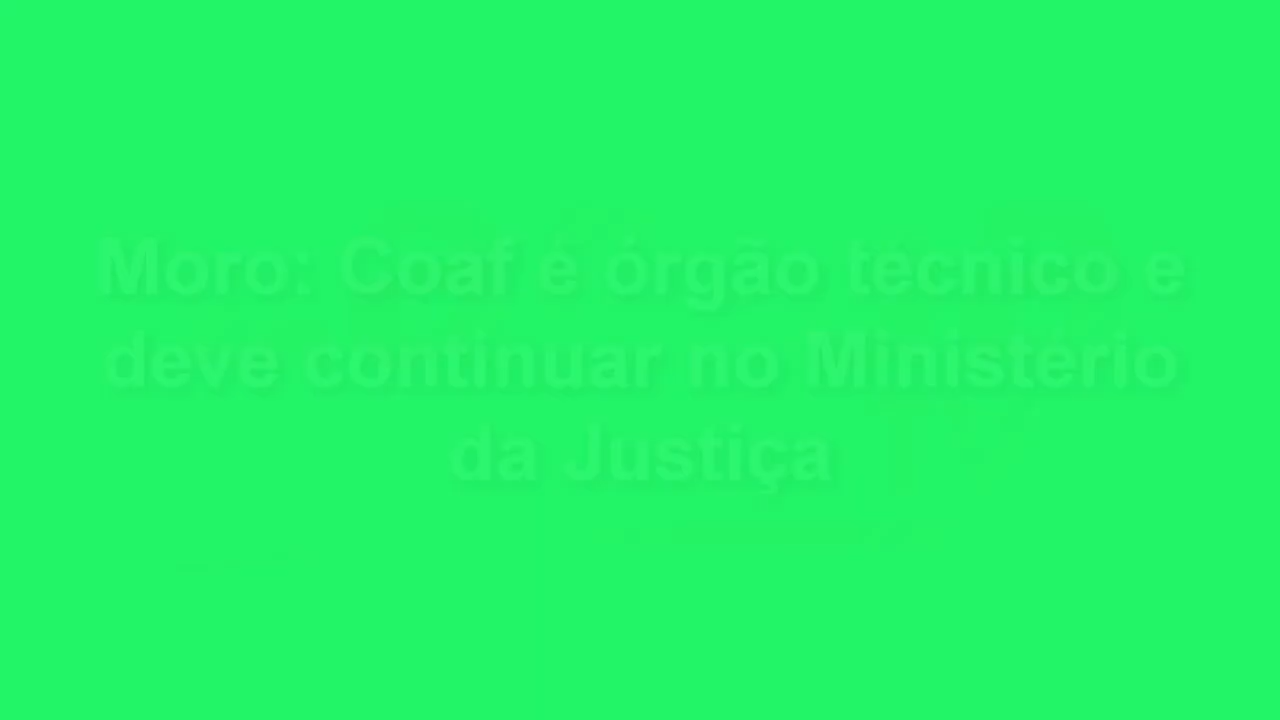 Moro: Coaf é órgão técnico e
deve continuar no Ministério
da Justiça